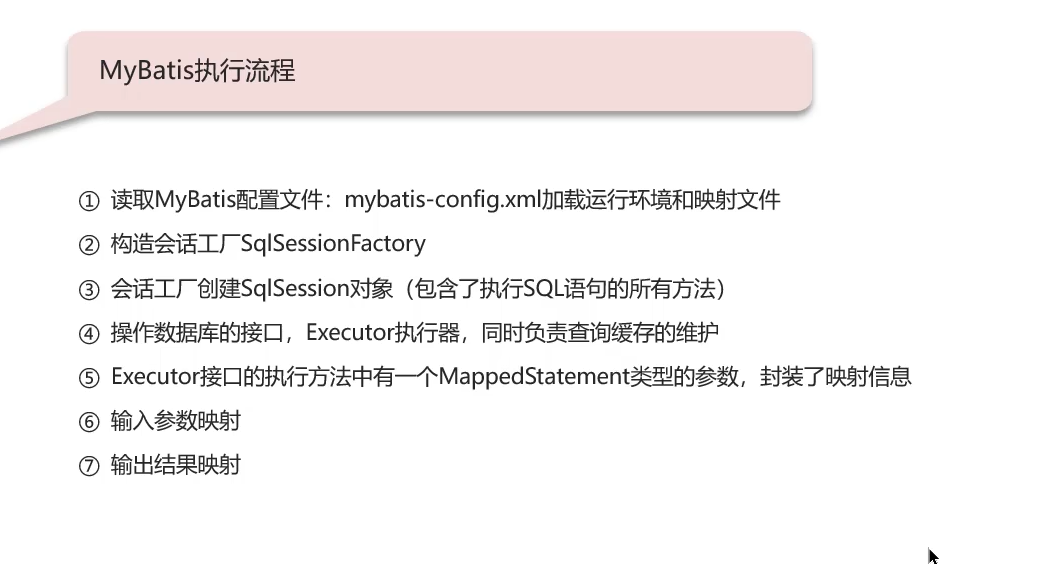 MyBatis执行流程
① 读取MyBatis配置文件：mybatis-config.xml加载运行环境和映射文件
② 构造会话工厂SqlSessionFactory
③ 会话工厂创建SqlSession对象（包含了执行SQL语句的所有方法）
④ 操作数据库的接口，Executor执行器，同时负责查询缓存的维护
⑤ Executor接口的执行方法中有一个MappedStatement类型的参数，封装了映射信息
⑥ 输入参数映射
⑦ 输出结果映射